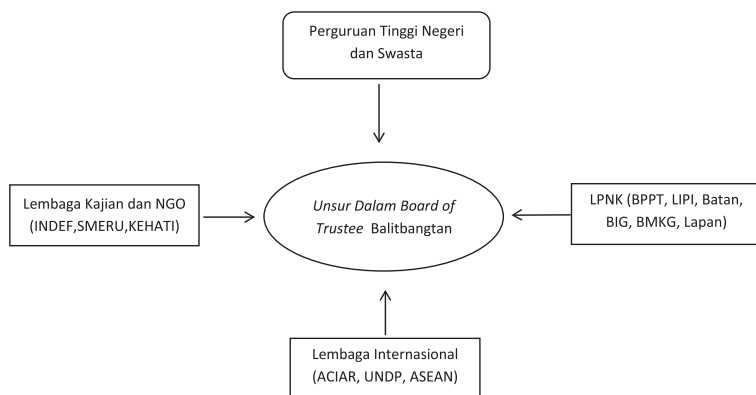 Perguruan Tinggi Negeri
dan Swasta
Lembaga Kajian dan NGO
(INDEF,SMERU,KEHATI)
Unsur Dalam Board of
Trustee Balitbangtan
LPNK (BPPT, LIPI, Batan,
BIG, BMKG, Lapan)
Lembaga Internasional
(ACIAR, UNDP, ASEAN)